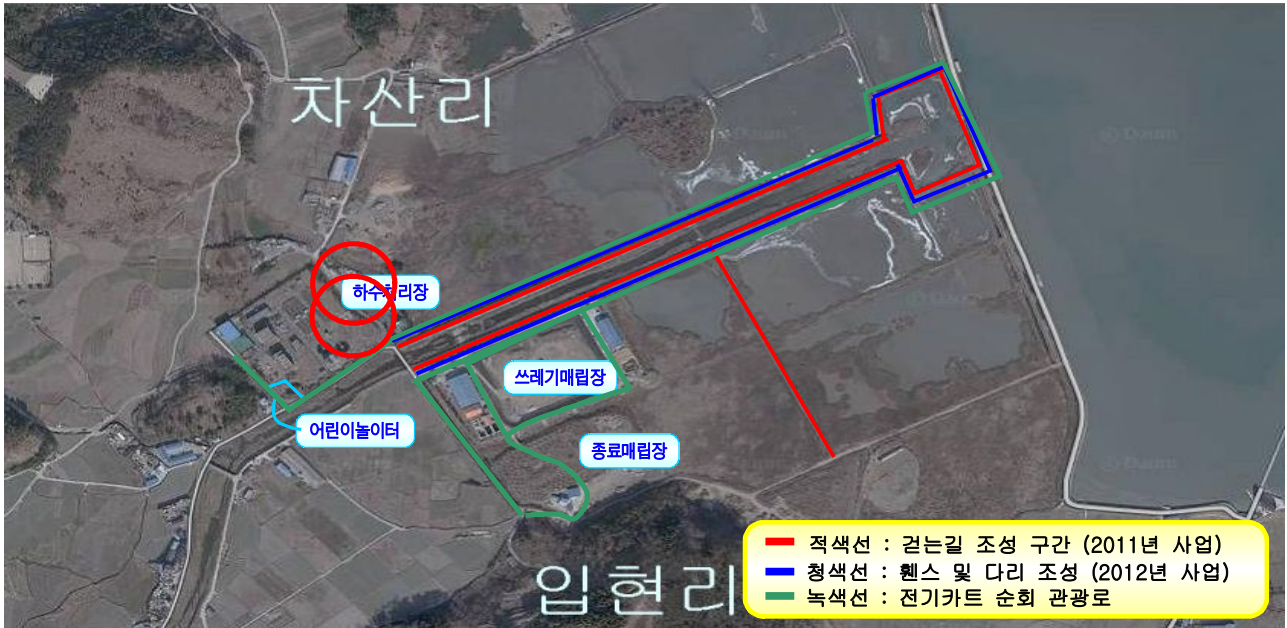 차산리
하수처리장
쓰레기매립장
어린이놀이터
종료매립장
입현리
적색선 : 걷는길 조성 구간 (2011년 사업)
청색선 : 휀스 및 다리 조성 (2012년 사업)
녹색선 : 전기카트 순회 관광로